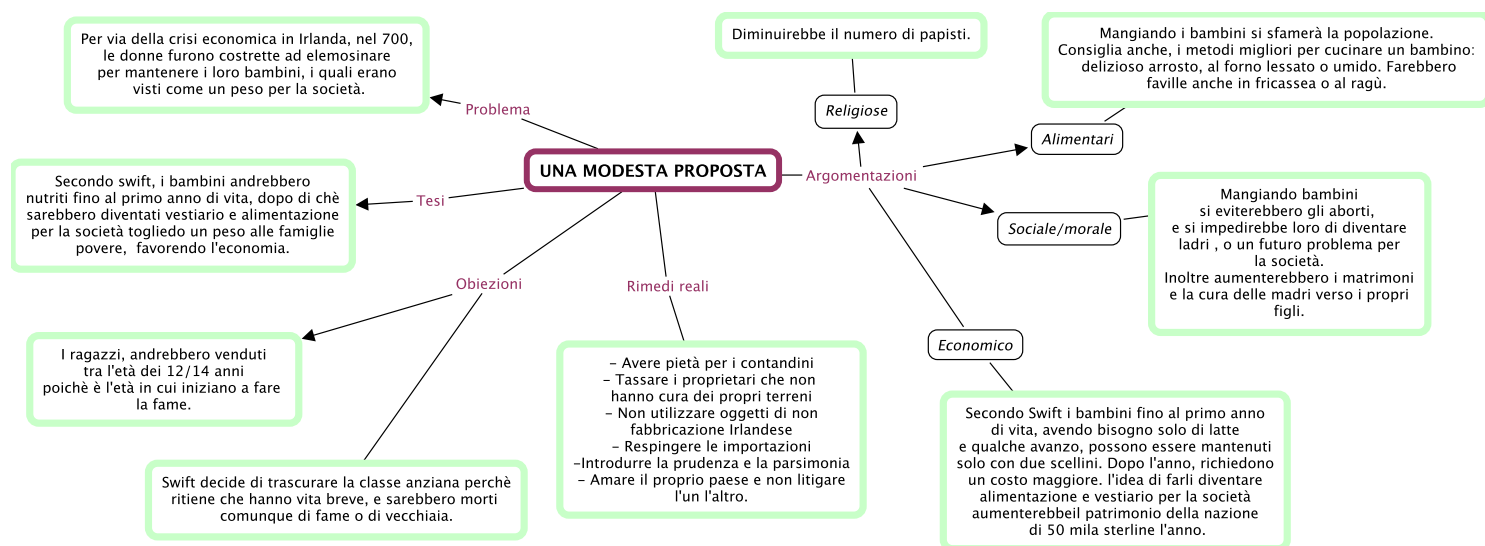 UNA MODESTA PROPOSTA
Problema
Per via della crisi economica in Irlanda, nel 700,
le donne furono costrette ad elemosinare
per mantenere i loro bambini, i quali erano
visti come un peso per la società.
Tesi
Secondo swift, i bambini andrebbero
nutriti fino al primo anno di vita, dopo di chè
sarebbero diventati vestiario e alimentazione
per la società togliedo un peso alle famiglie
povere,  favorendo l'economia.
Obiezioni
I ragazzi, andrebbero venduti
tra l'età dei 12/14 anni
poichè è l'età in cui iniziano a fare
la fame.
Swift decide di trascurare la classe anziana perchè
ritiene che hanno vita breve, e sarebbero morti
comunque di fame o di vecchiaia.
Rimedi reali
- Avere pietà per i contandini
- Tassare i proprietari che non
hanno cura dei propri terreni
- Non utilizzare oggetti di non
fabbricazione Irlandese
- Respingere le importazioni
-Introdurre la prudenza e la parsimonia
- Amare il proprio paese e non litigare
l'un l'altro.
Argomentazioni
Religiose
Diminuirebbe il numero di papisti.
Alimentari
Mangiando i bambini si sfamerà la popolazione.
Consiglia anche, i metodi migliori per cucinare un bambino:
delizioso arrosto, al forno lessato o umido. Farebbero
faville anche in fricassea o al ragù.
Sociale/morale
Mangiando bambini
si eviterebbero gli aborti,
e si impedirebbe loro di diventare
ladri , o un futuro problema per
la società.
Inoltre aumenterebbero i matrimoni
e la cura delle madri verso i propri
figli.
Economico
Secondo Swift i bambini fino al primo anno
di vita, avendo bisogno solo di latte
e qualche avanzo, possono essere mantenuti
solo con due scellini. Dopo l'anno, richiedono
un costo maggiore. l'idea di farli diventare
alimentazione e vestiario per la società
aumenterebbeil patrimonio della nazione
di 50 mila sterline l'anno.